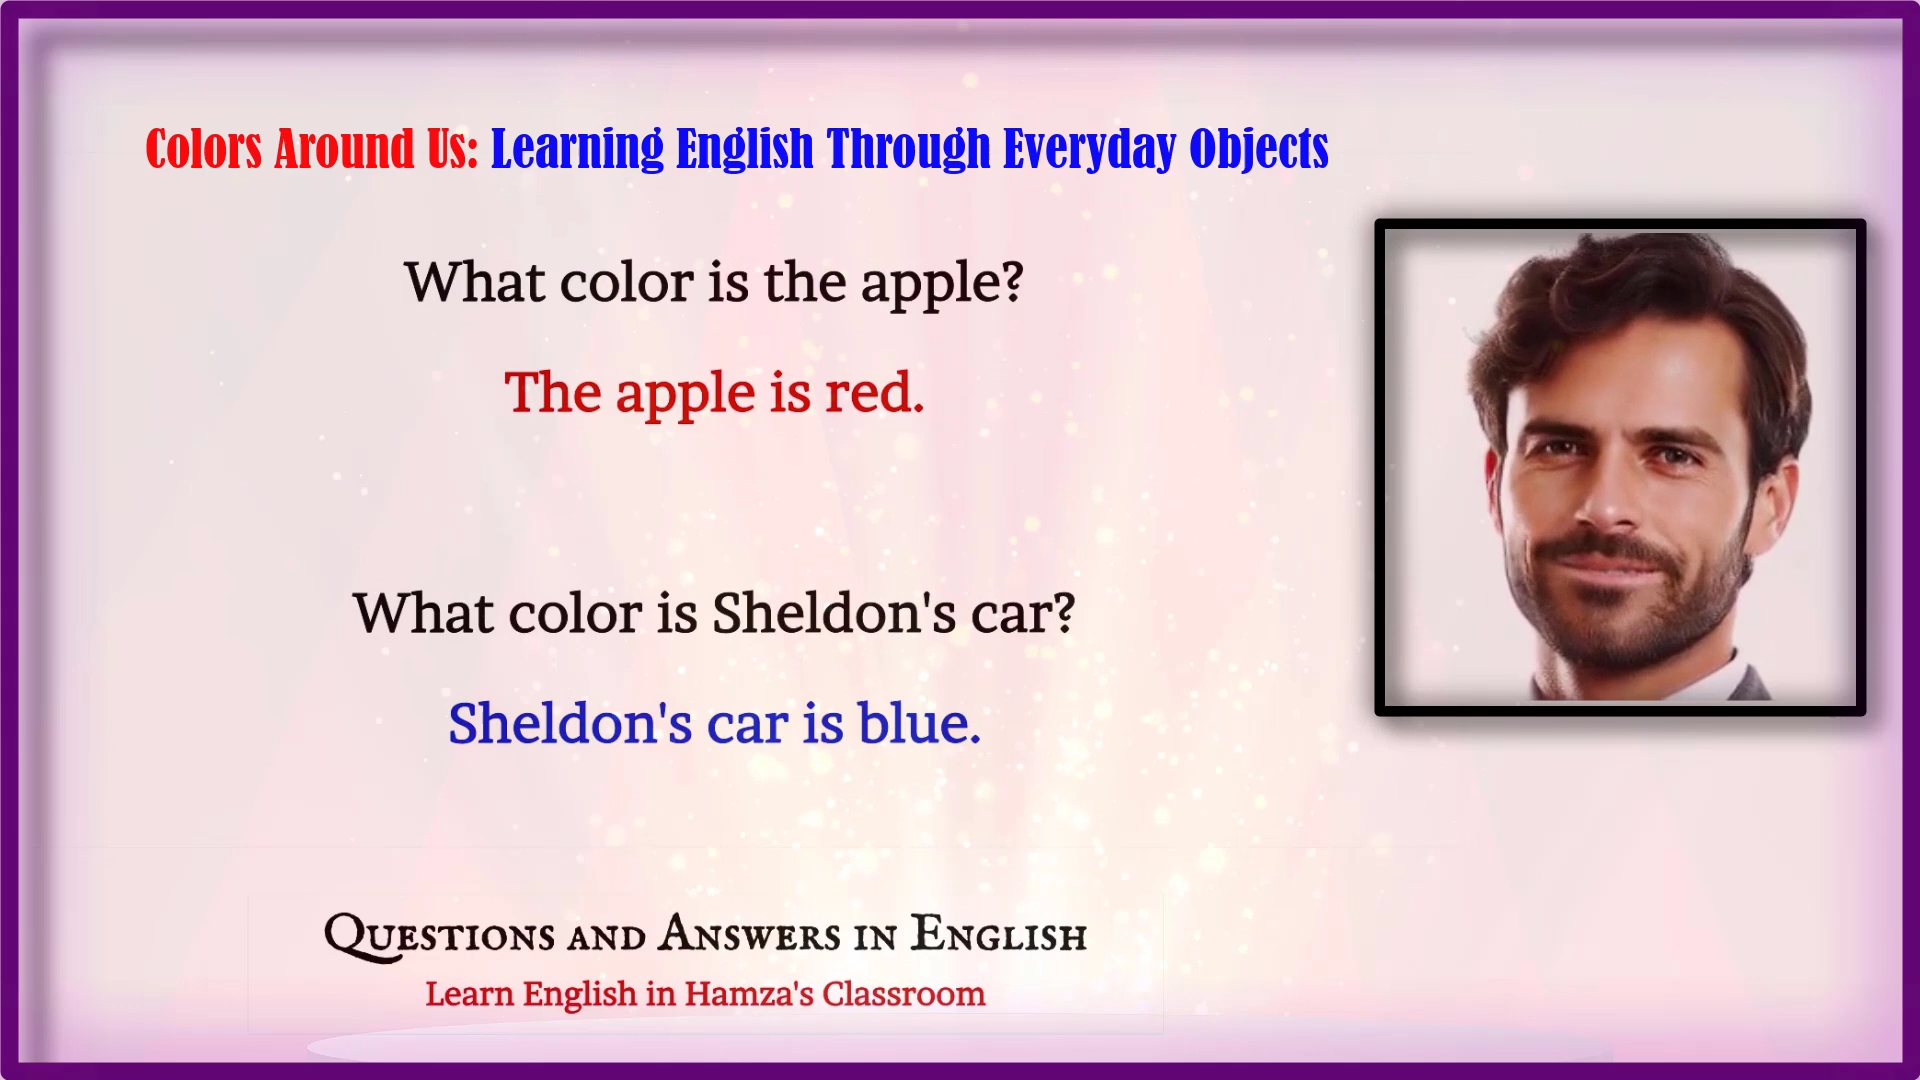 Colors Around Us: Learning English Through Everyday Objects
What color is the apple?
The apple is red.
What color is Sheldon's car?
Sheldon's car is blue.
Questions and Answers in English
Learn English in Hamza's Classroom